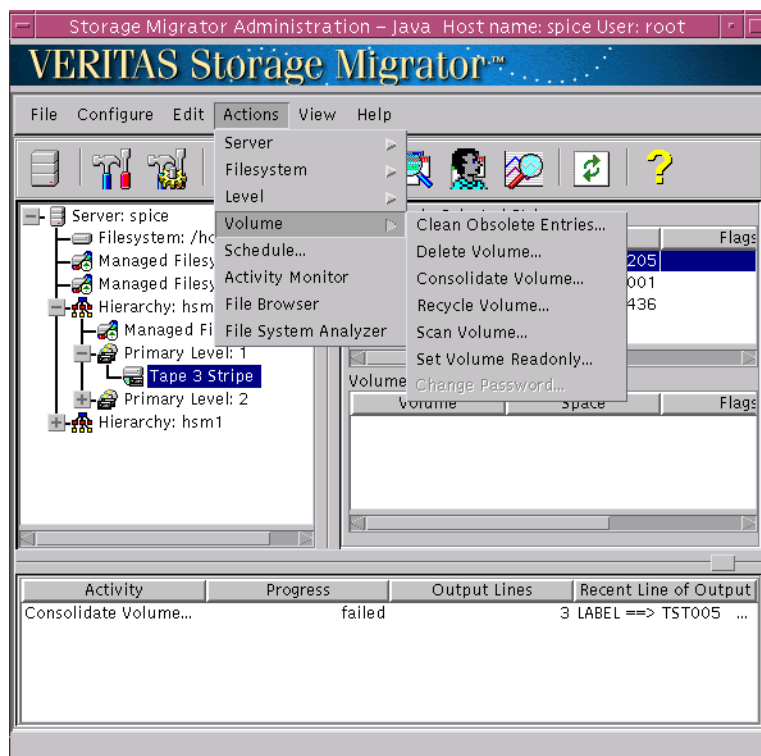 Storage Migrator Administration – Java Host name: spice User: root
VERITAS Storage Migrator™
File Configure Edit Actions View Help
Server
Filesystem
Level
Volume
Schedule...
Activity Monitor
File Browser
File System Analyzer
Clean Obsolete Entries...
Delete Volume...
Consolidate Volume...
Recycle Volume...
Scan Volume...
Set Volume Readonly...
Change Password...
Server: spice
Filesystem: /hc
Managed Filesy
Managed Filesy
Hierarchy: hsm
Managed Fi
Primary Level: 1
Tape 3 Stripe
Primary Level: 2
Hierarchy: hsm1
Flags
205
001
436
Volume
Volume Space Flags
Activity Progress Output Lines Recent Line of Output
Consolidate Volume... failed 3 LABEL ==> TST005 ...